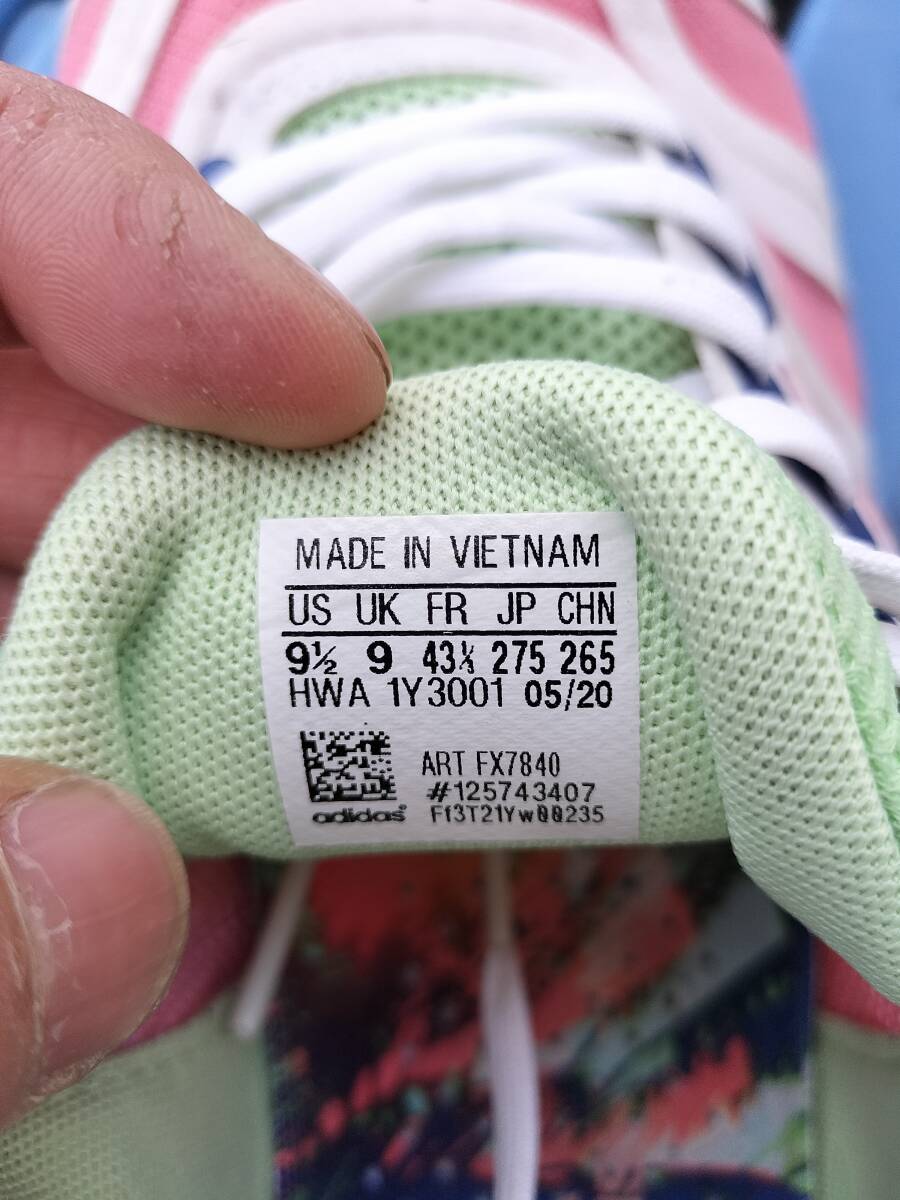 MADE IN VIETNAM
US UK FR JP CHN
9½ 9 43⅓ 275 265
HWA 1Y3001 05/20
ART FX7840
#125743407
Ff3T21Yw00235
adidas